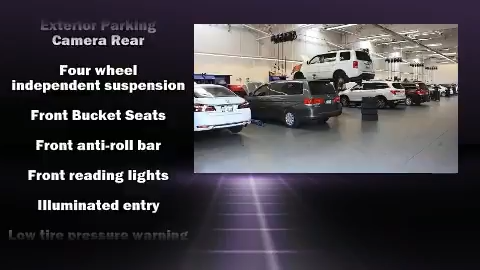 Exterior Parking
Camera Rear
Four wheel
independent suspension
Front Bucket Seats
Front anti-roll bar
Front reading lights
Illuminated entry
Low tire pressure warning